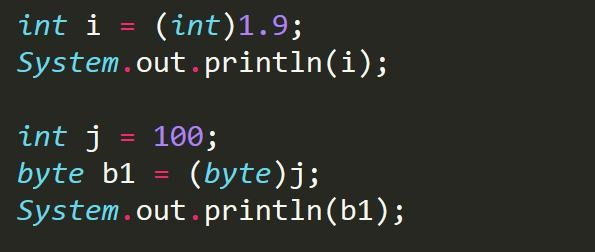 int i = (int)1.9;
System.out.println(i);
int j = 100;
byte b1 = (byte)j;
System.out.println(b1);